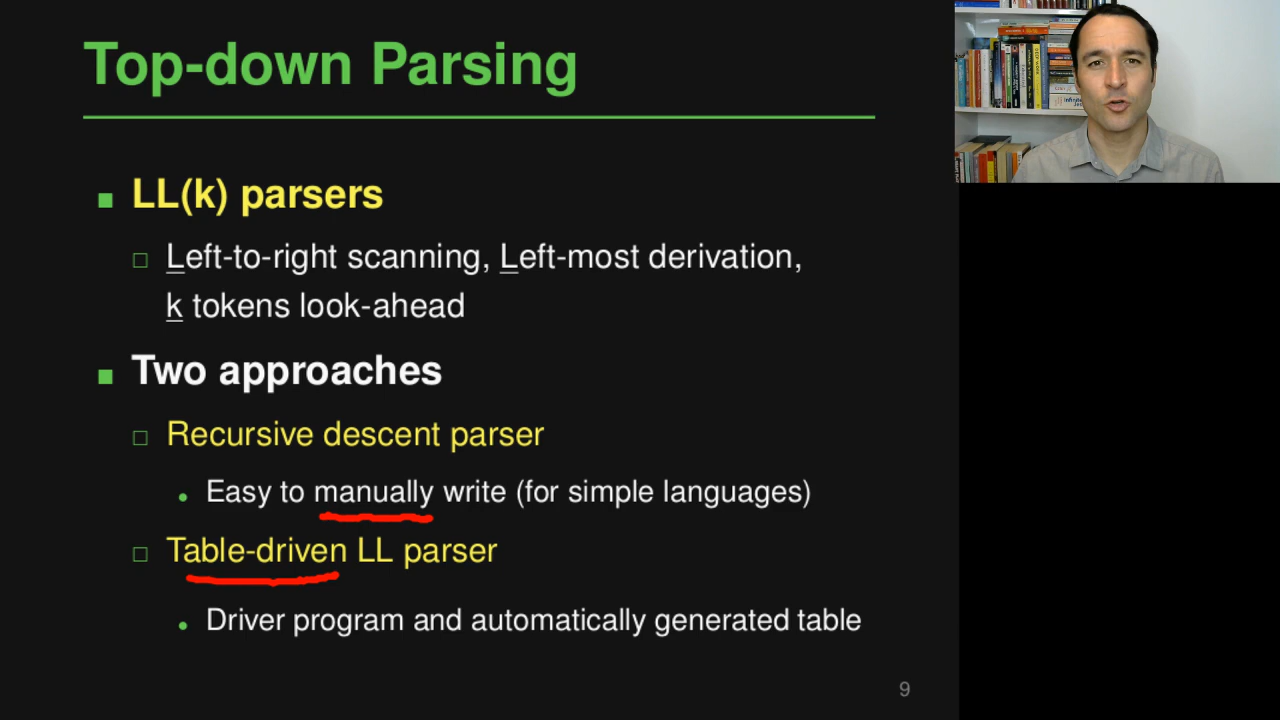 Top-down Parsing
LL(k) parsers
Left-to-right scanning, Left-most derivation,
k tokens look-ahead
Two approaches
Recursive descent parser
Easy to manually write (for simple languages)
Table-driven LL parser
Driver program and automatically generated table
9